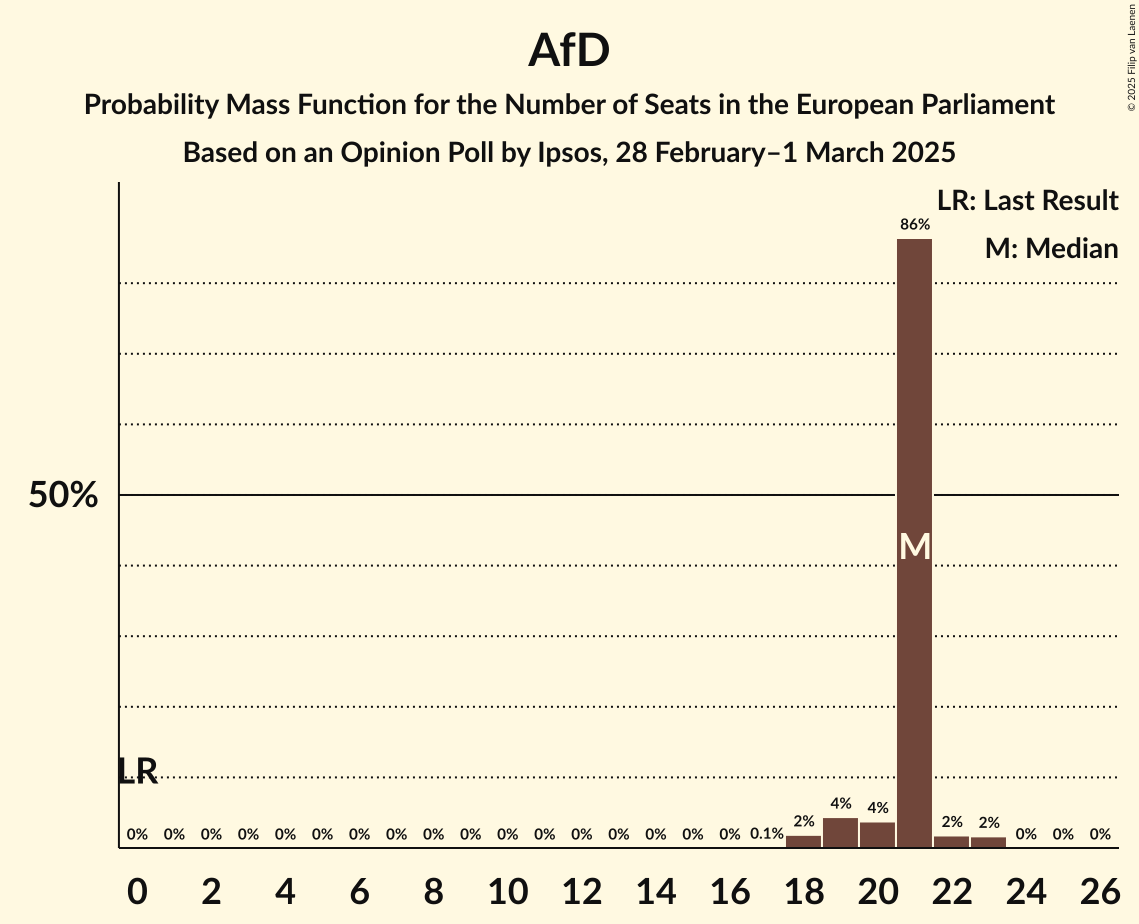 AfD
Probability Mass Function for the Number of Seats in the European Parliament
Based on an Opinion Poll by Ipsos, 28 February–1 March 2025
© 2025 Filip van Laenen
LR: Last Result
M: Median
86%
50%
M
LR
0% 0% 0% 0% 0% 0% 0% 0% 0% 0% 0% 0% 0% 0% 0% 0% 0% 0.1% 2% 4% 4% 2% 2% 0% 0% 0%
0 2 4 6 8 10 12 14 16 18 20 22 24 26